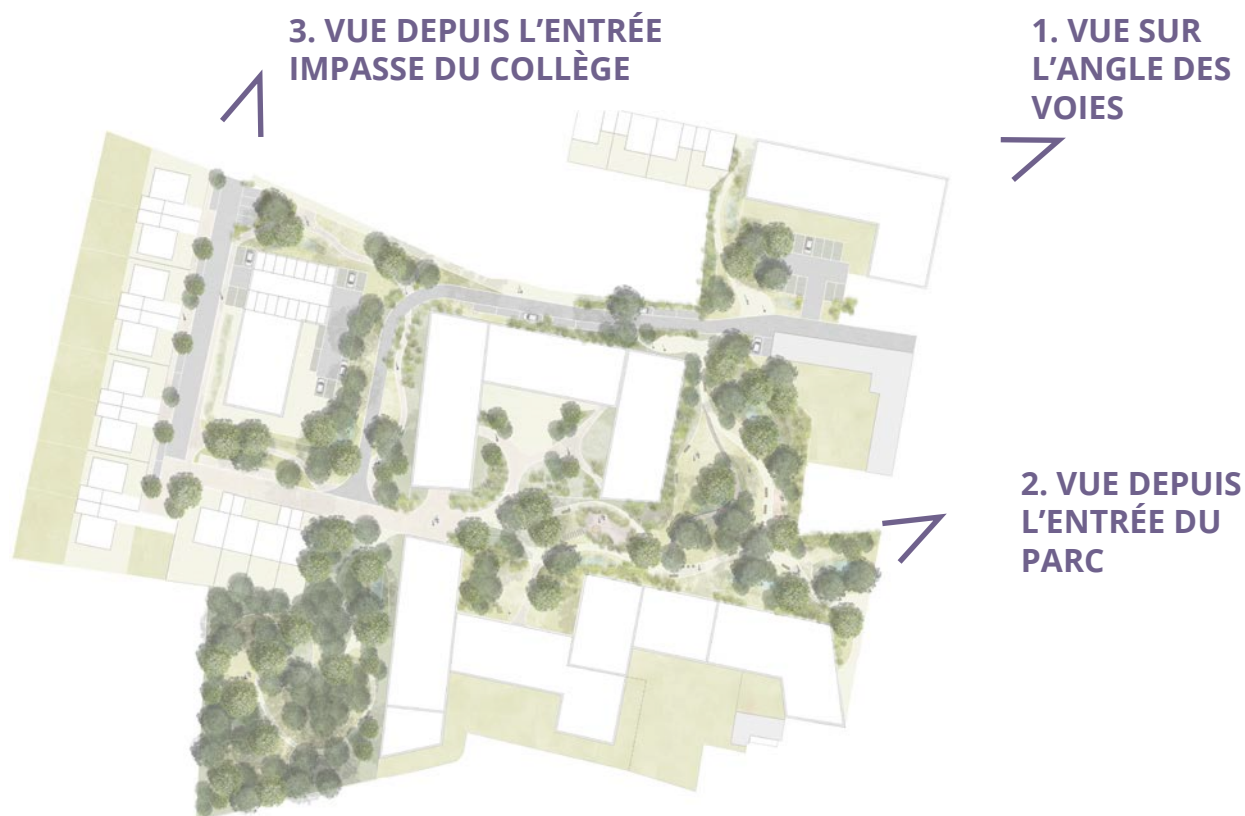 3. VUE DEPUIS L’ENTRÉE
IMPASSE DU COLLÈGE
1. VUE SUR
L’ANGLE DES
VOIES
2. VUE DEPUIS
L’ENTRÉE DU
PARC